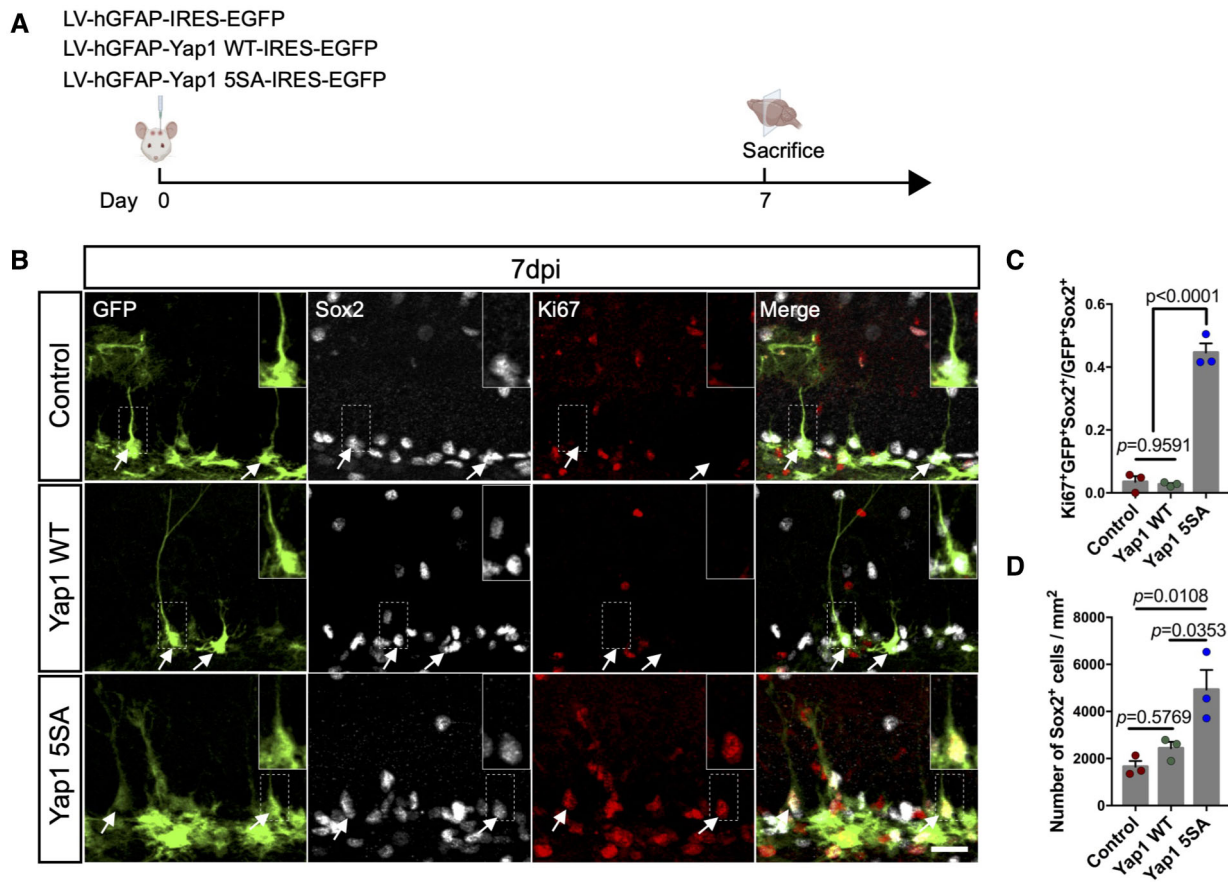 A
LV-hGFAP-IRES-EGFP
LV-hGFAP-Yap1 WT-IRES-EGFP
LV-hGFAP-Yap1 5SA-IRES-EGFP
Sacrifice
Day 0 7
B
7dpi
GFP Sox2 Ki67 Merge
Control
Yap1 WT
Yap1 5SA
C
Ki67⁺GFP⁺Sox2⁺/GFP⁺Sox2⁺
0.6
0.4
0.2
0.0
p<0.0001
p=0.9591
Control
Yap1 WT
Yap1 5SA
D
Number of Sox2⁺ cells / mm²
8000
6000
4000
2000
0
p=0.0108
p=0.0353
p=0.5769
Control
Yap1 WT
Yap1 5SA